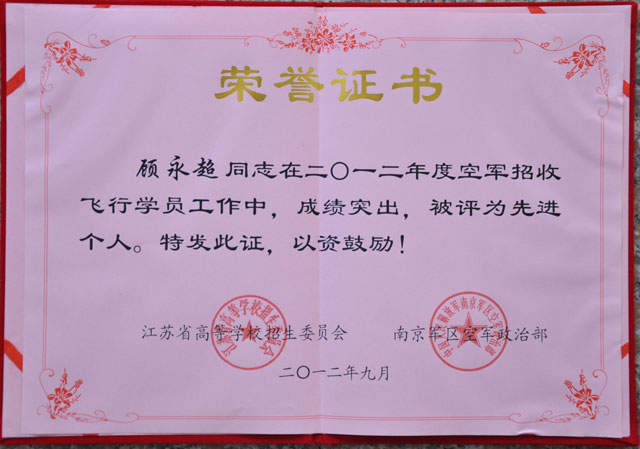 荣誉证书
顾永超同志在二〇一二年度空军招收
飞行学员工作中，成绩突出，被评为先进
个人。特发此证，以资鼓励！
江苏省高等学校招生委员会 南京军区空军政治部
二〇一二年九月